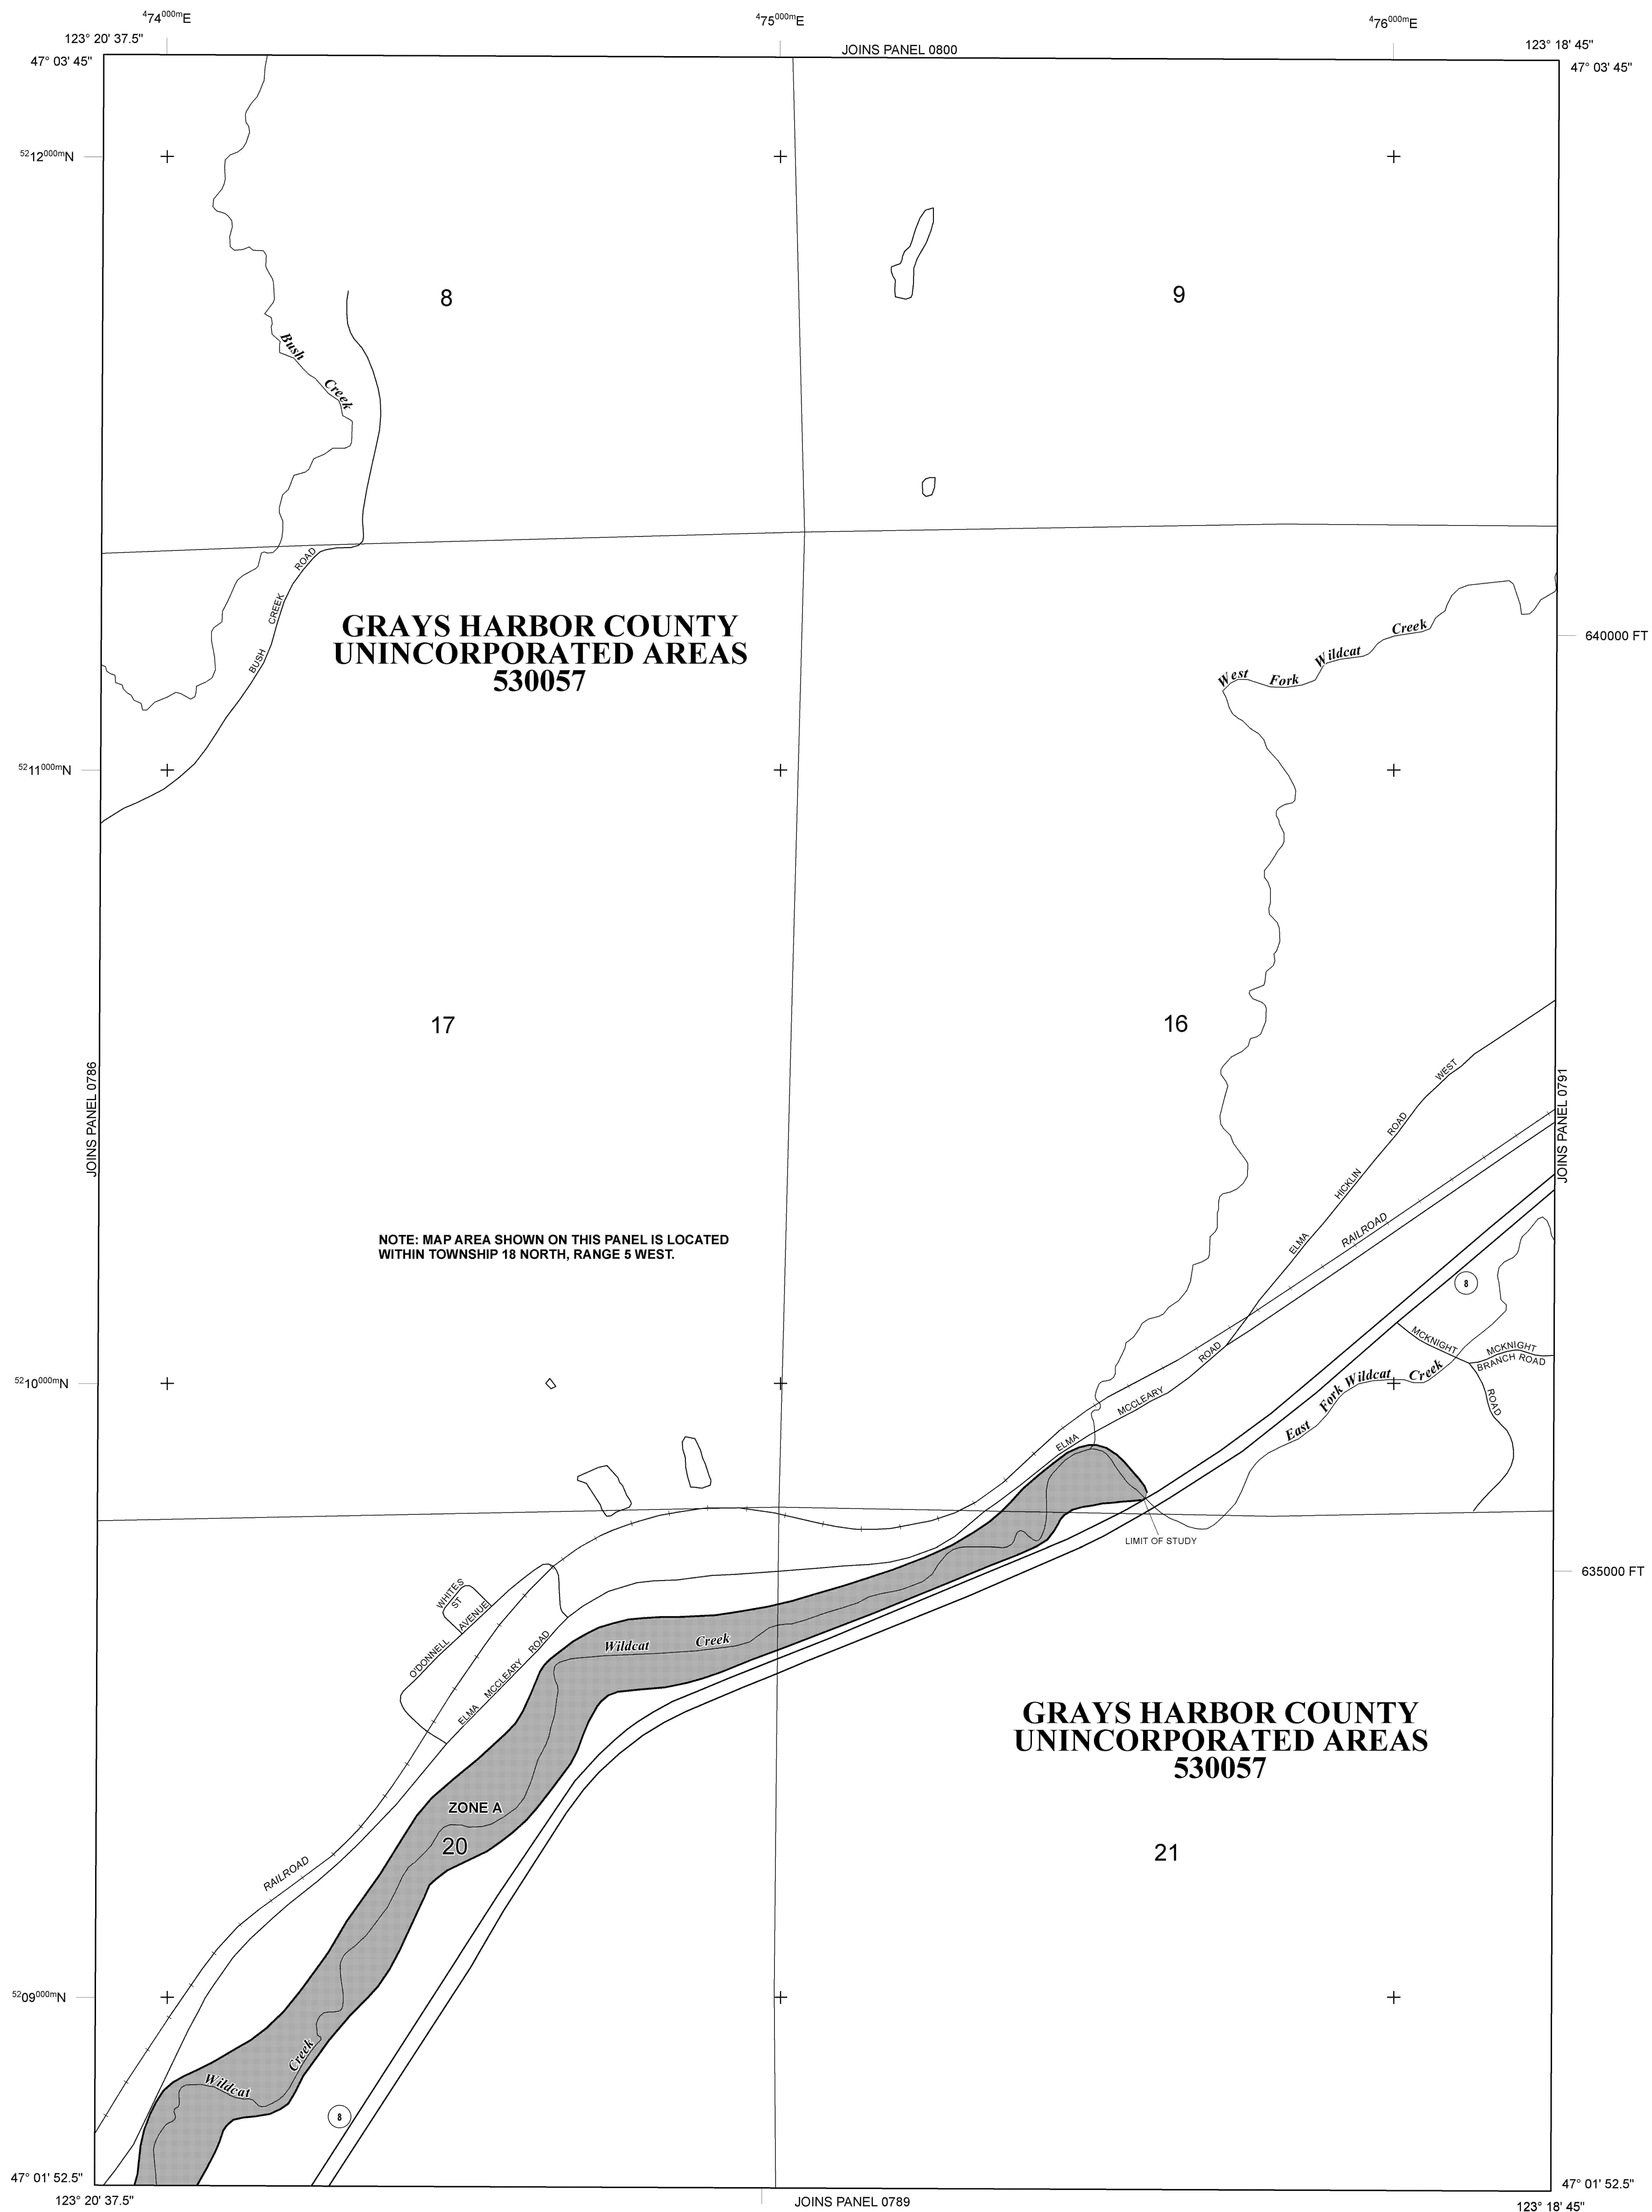 474000mE
475000mE
476000mE
123° 20' 37.5"
JOINS PANEL 0800
123° 18' 45"
47° 03' 45"
47° 03' 45"
5212000mN
8
9
Bush
Creek
ROAD
CREEK
BUSH
GRAYS HARBOR COUNTY
UNINCORPORATED AREAS
530057
640000 FT
West Fork Wildcat Creek
5211000mN
17
16
JOINS PANEL 0786
JOINS PANEL 0791
ELMA HICKLIN ROAD WEST
RAILROAD
NOTE: MAP AREA SHOWN ON THIS PANEL IS LOCATED
WITHIN TOWNSHIP 18 NORTH, RANGE 5 WEST.
8
MCKNIGHT
ROAD
MCKNIGHT
BRANCH ROAD
East Fork Wildcat Creek
5210000mN
ELMA MCCLEARY ROAD
LIMIT OF STUDY
635000 FT
WHITES
ST
O'DONNELL AVENUE
ELMA MCCLEARY ROAD
Wildcat Creek
GRAYS HARBOR COUNTY
UNINCORPORATED AREAS
530057
ZONE A
20
21
RAILROAD
5209000mN
Wildcat Creek
8
47° 01' 52.5"
47° 01' 52.5"
123° 20' 37.5"
JOINS PANEL 0789
123° 18' 45"